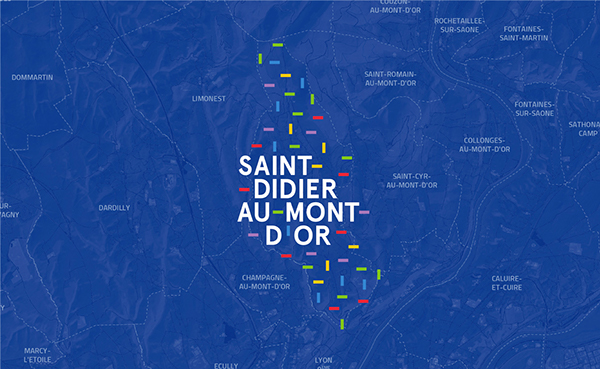 COUZON-
AU-MONT-D'OR
ROCHETAILLEE-
SUR-SAONE
FONTAINES-
SAINT-MARTIN
DOMMARTIN
SAINT-ROMAIN-
AU-MONT-D'OR
LIMONEST
FONTAINES-
SUR-SAONE
SATHONA
CAMP
COLLONGES-
AU-MONT-D'OR
SAINT-
DIDIER
AU-MONT
D'OR
SAINT-CYR-
AU-MONT-D'OR
UR-
VAGNY
DARDILLY
CHAMPAGNE-
AU-MONT-D'OR
CALUIRE-
ET-CUIRE
MARCY-
L'ETOILE
ECULLY
LYON